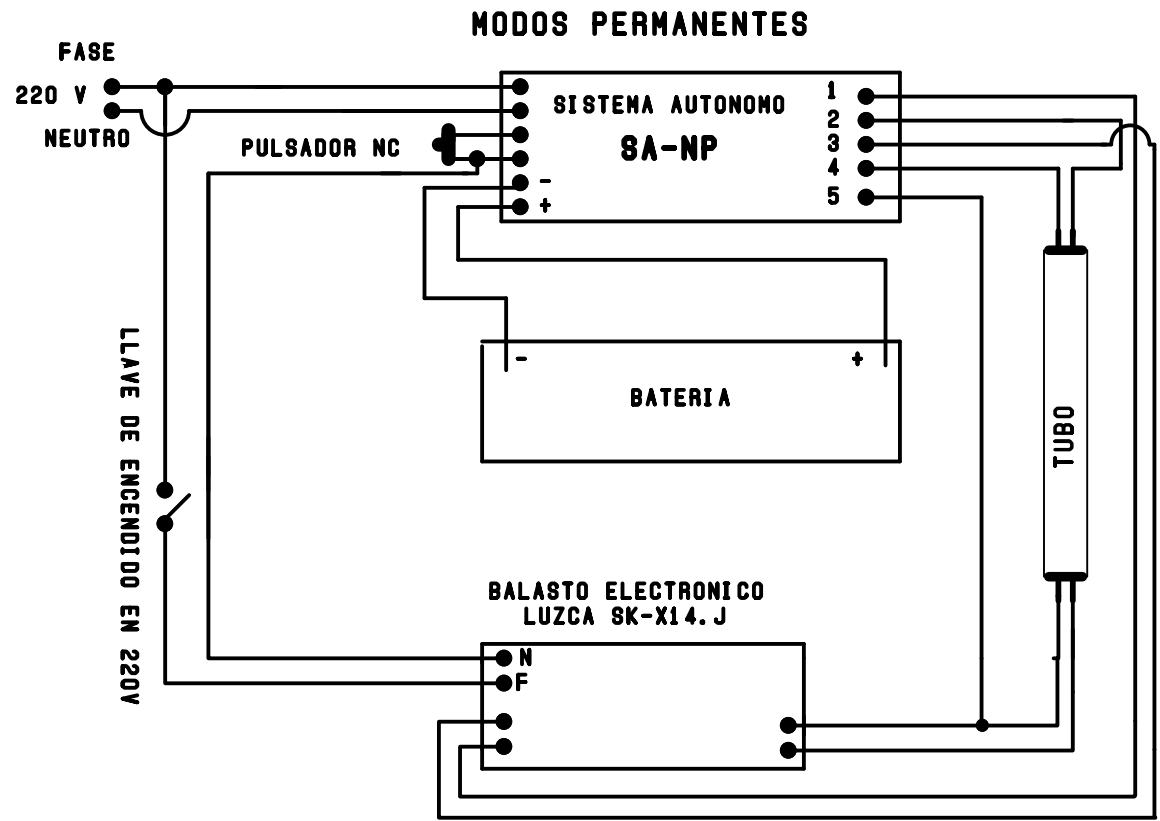 MODOS PERMANENTES
FASE
220 V
NEUTRO
PULSADOR NC
SISTEMA AUTONOMO
SA-NP
-
+
1
2
3
4
5
-
+
BATERIA
TUBO
LLAVE DE ENCENDIDO EN 220V
BALASTO ELECTRONICO
LUZCA SK-X14.J
N
F